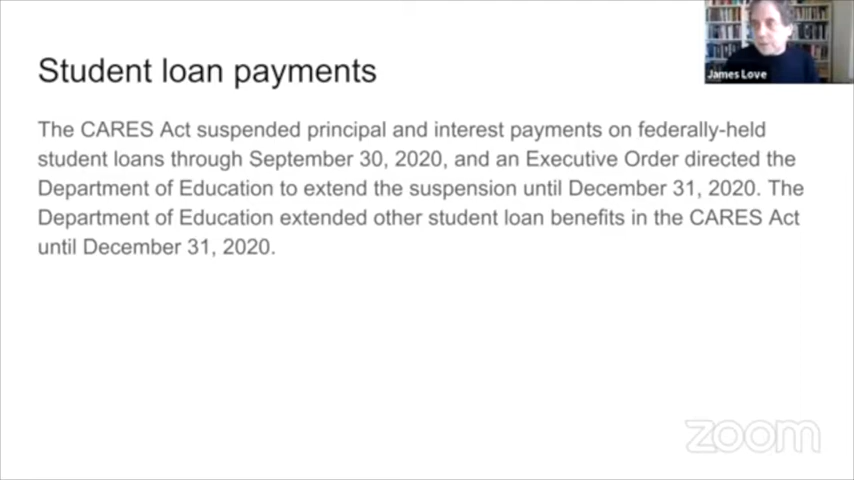 James Love
Student loan payments
The CARES Act suspended principal and interest payments on federally-held
student loans through September 30, 2020, and an Executive Order directed the
Department of Education to extend the suspension until December 31, 2020. The
Department of Education extended other student loan benefits in the CARES Act
until December 31, 2020.
zoom